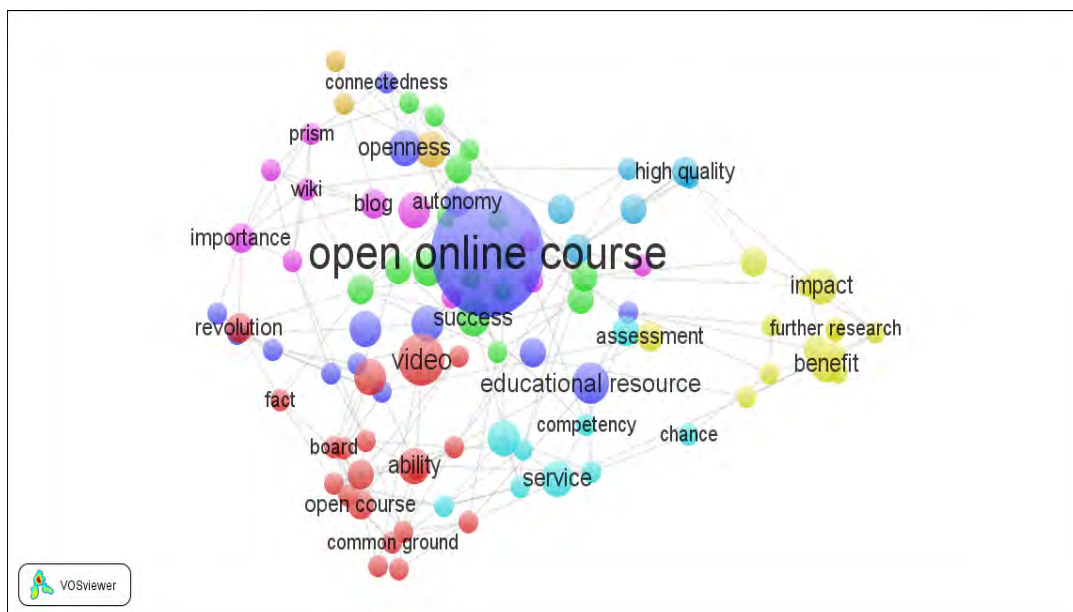 connectedness
prism
openness
high quality
wiki
blog
autonomy
importance
open online course
impact
revolution
success
assessment
further research
video
benefit
educational resource
fact
competency
chance
board
ability
service
open course
common ground
VOSviewer